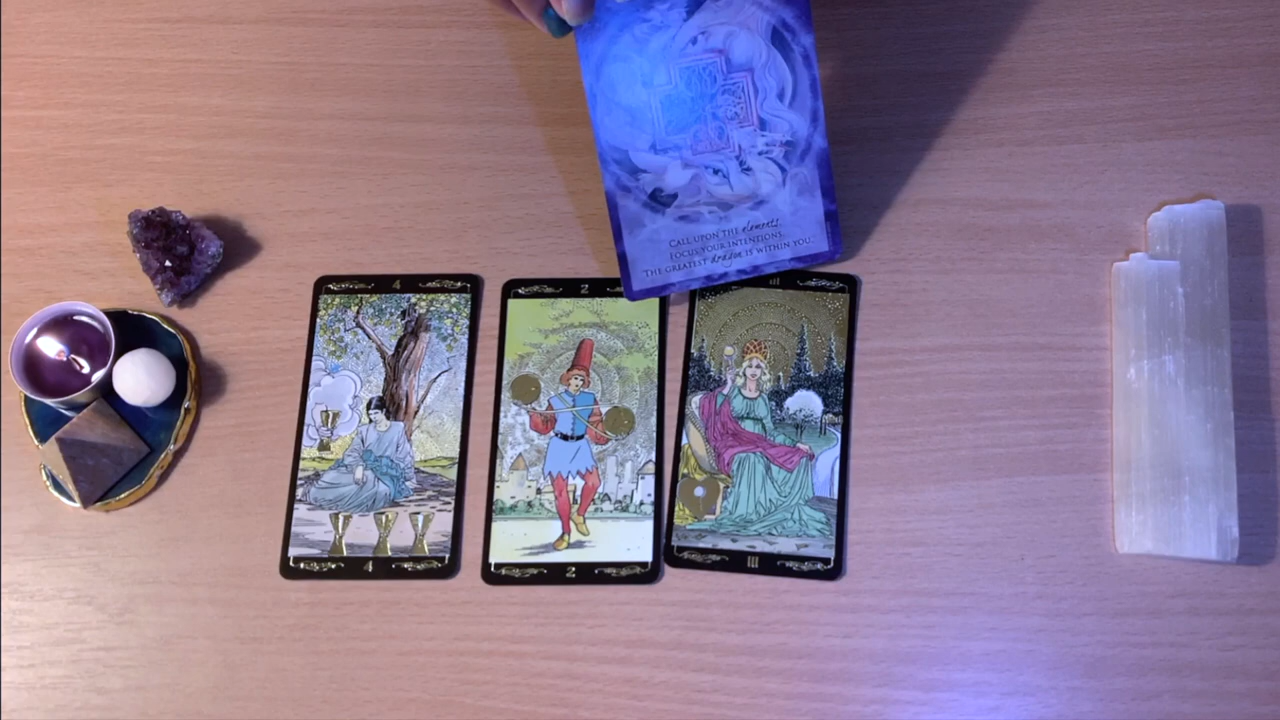 CALL UPON THE elements.
FOCUS YOUR INTENTIONS.
THE GREATEST dragon IS WITHIN YOU.
4
2
III
4
2
III